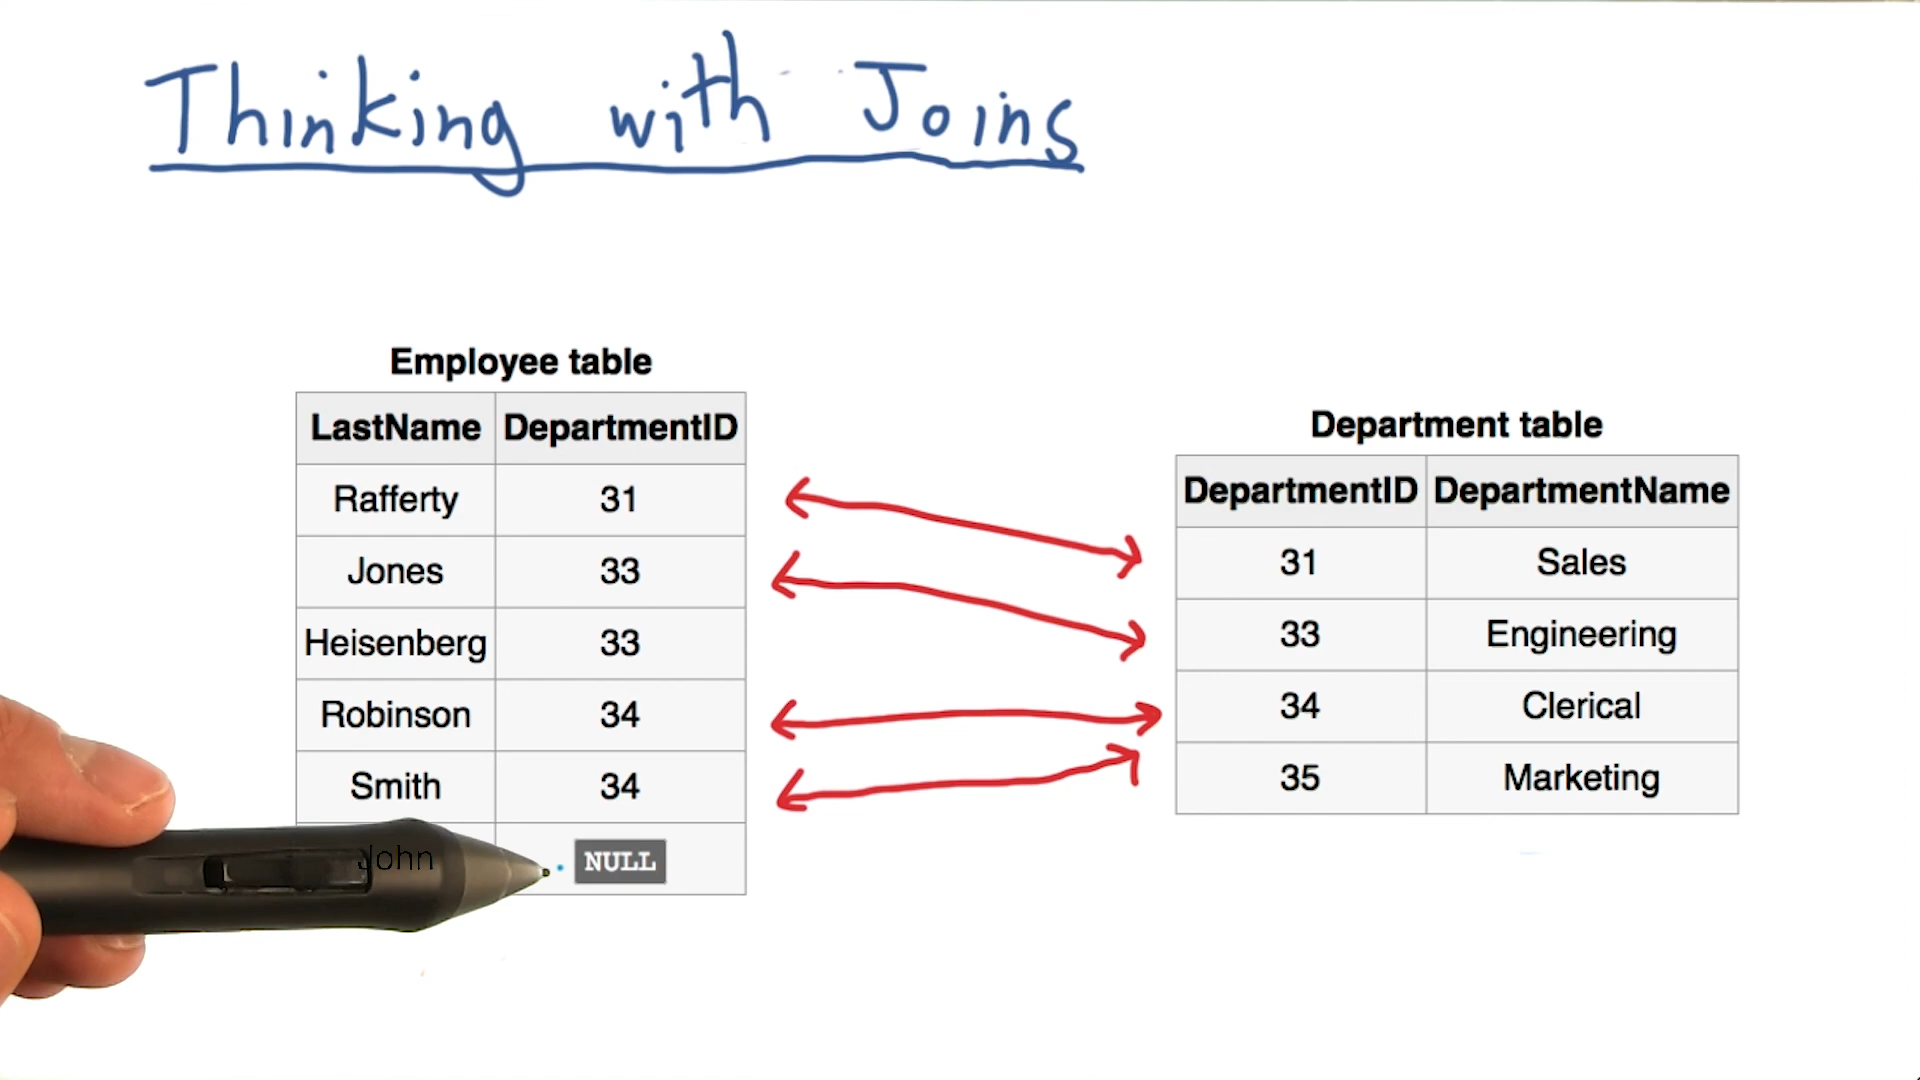 Thinking with Joins
Employee table
LastName DepartmentID
Rafferty 31
Jones 33
Heisenberg 33
Robinson 34
Smith 34
John NULL
Department table
DepartmentID DepartmentName
31 Sales
33 Engineering
34 Clerical
35 Marketing